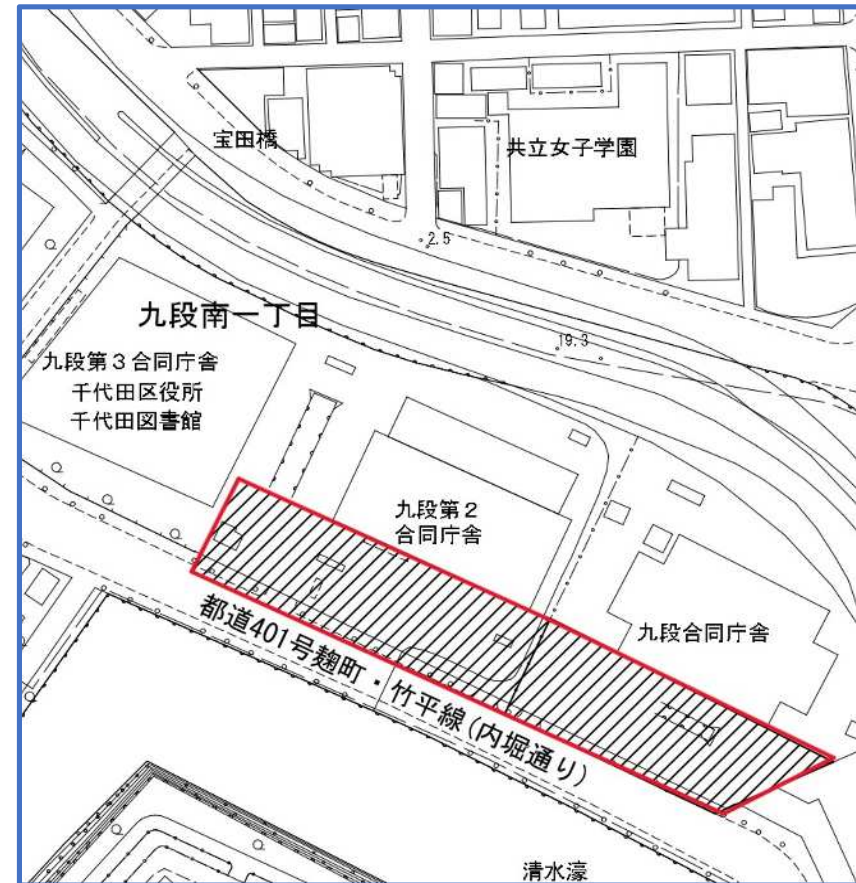 宝田橋
共立女子学園
2.5
九段南一丁目
19.3
九段第3合同庁舎
千代田区役所
千代田図書館
九段第2
合同庁舎
九段合同庁舎
都道401号麹町・竹平線(内堀通り)
清水濠